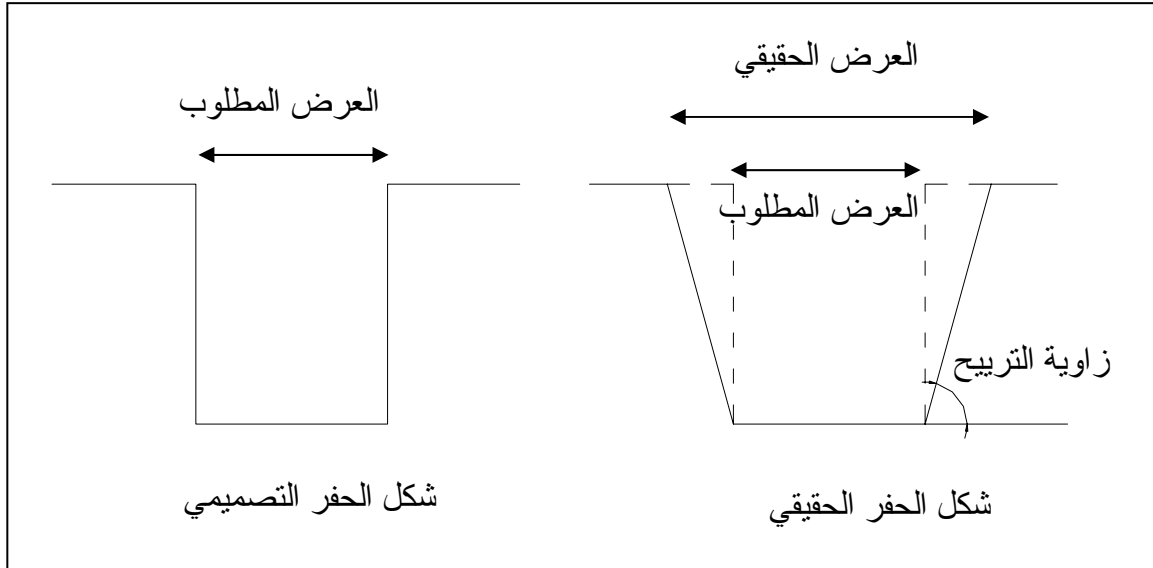 العرض الحقيقي
العرض المطلوب
العرض المطلوب
زاوية الترييح
شكل الحفر الحقيقي
شكل الحفر التصميمي